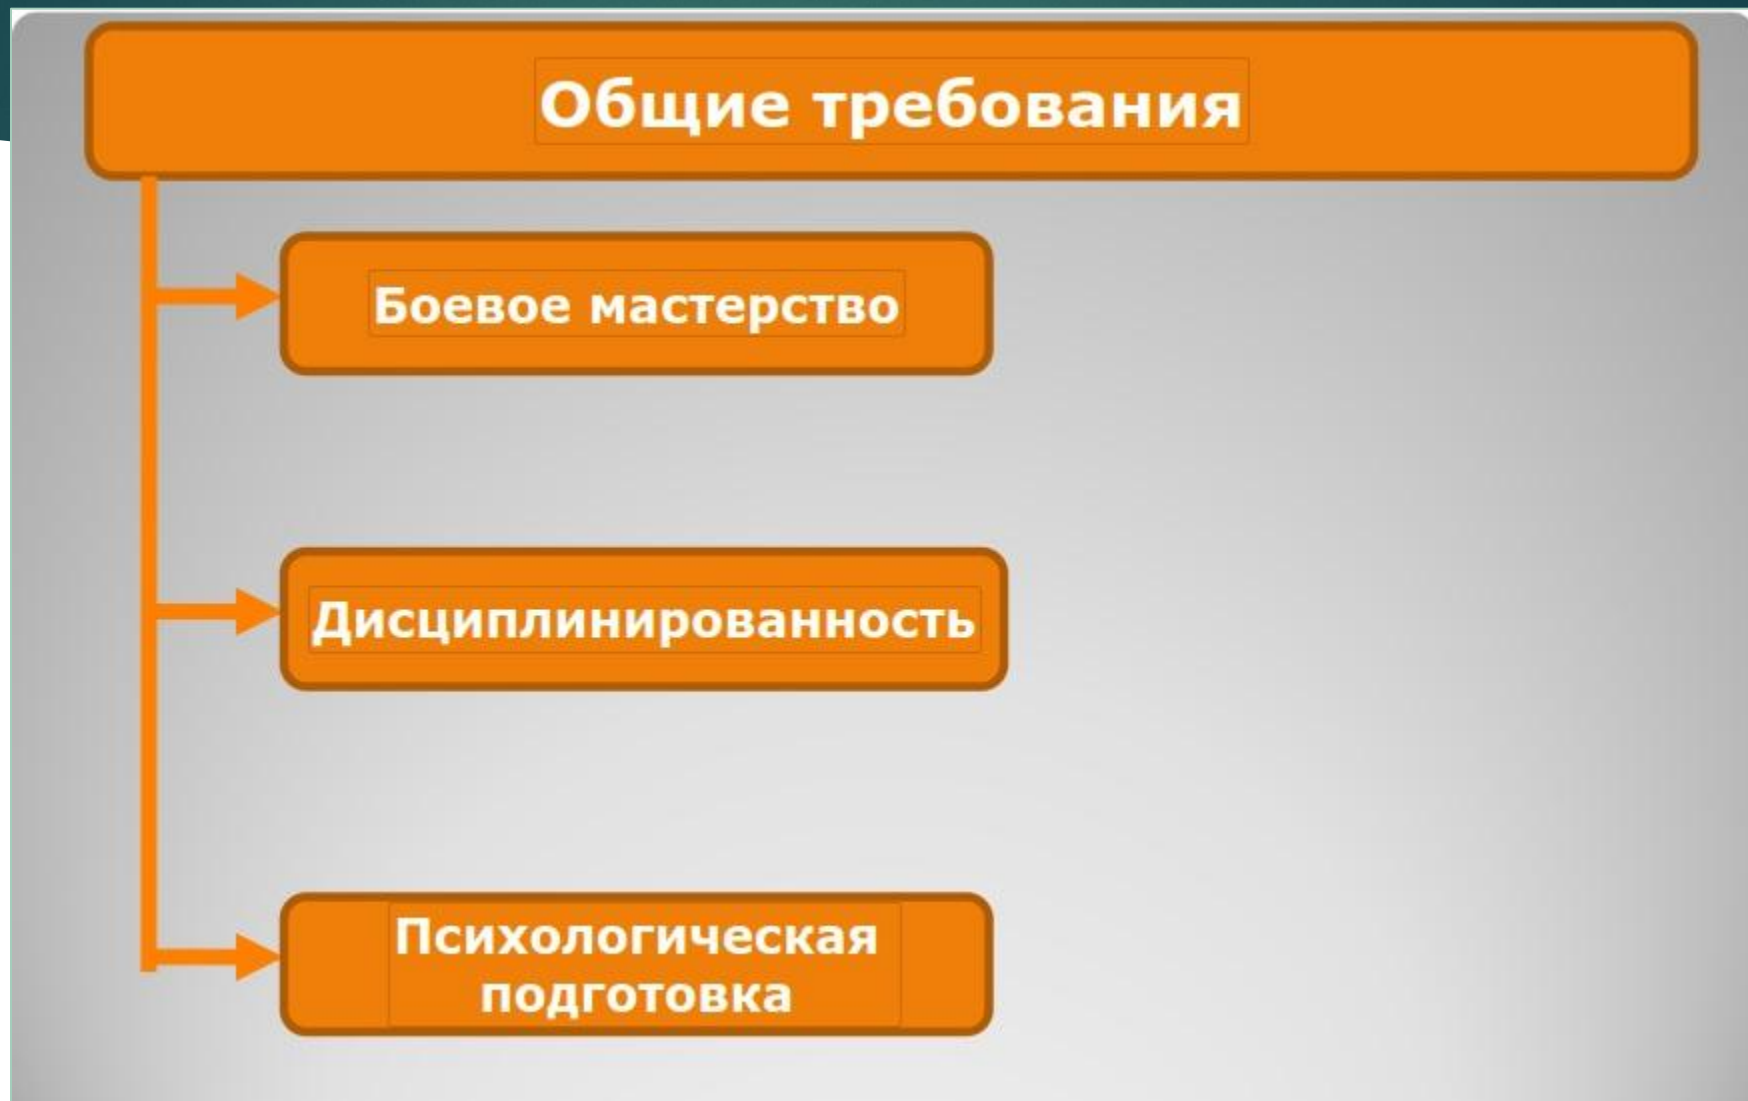 Общие требования
Боевое мастерство
Дисциплинированность
Психологическая
подготовка